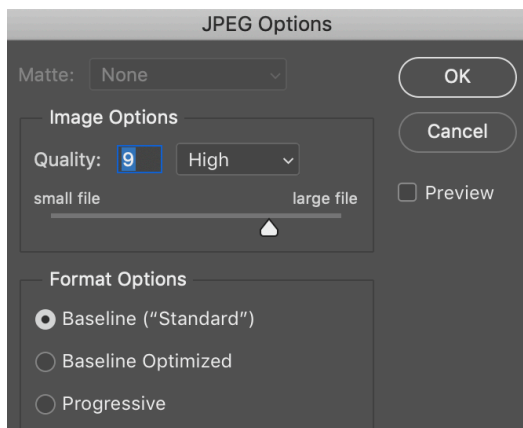 JPEG Options
Matte: None
OK
Image Options
Cancel
Quality: 9 High
Preview
small file large file
Format Options
Baseline (“Standard”)
Baseline Optimized
Progressive